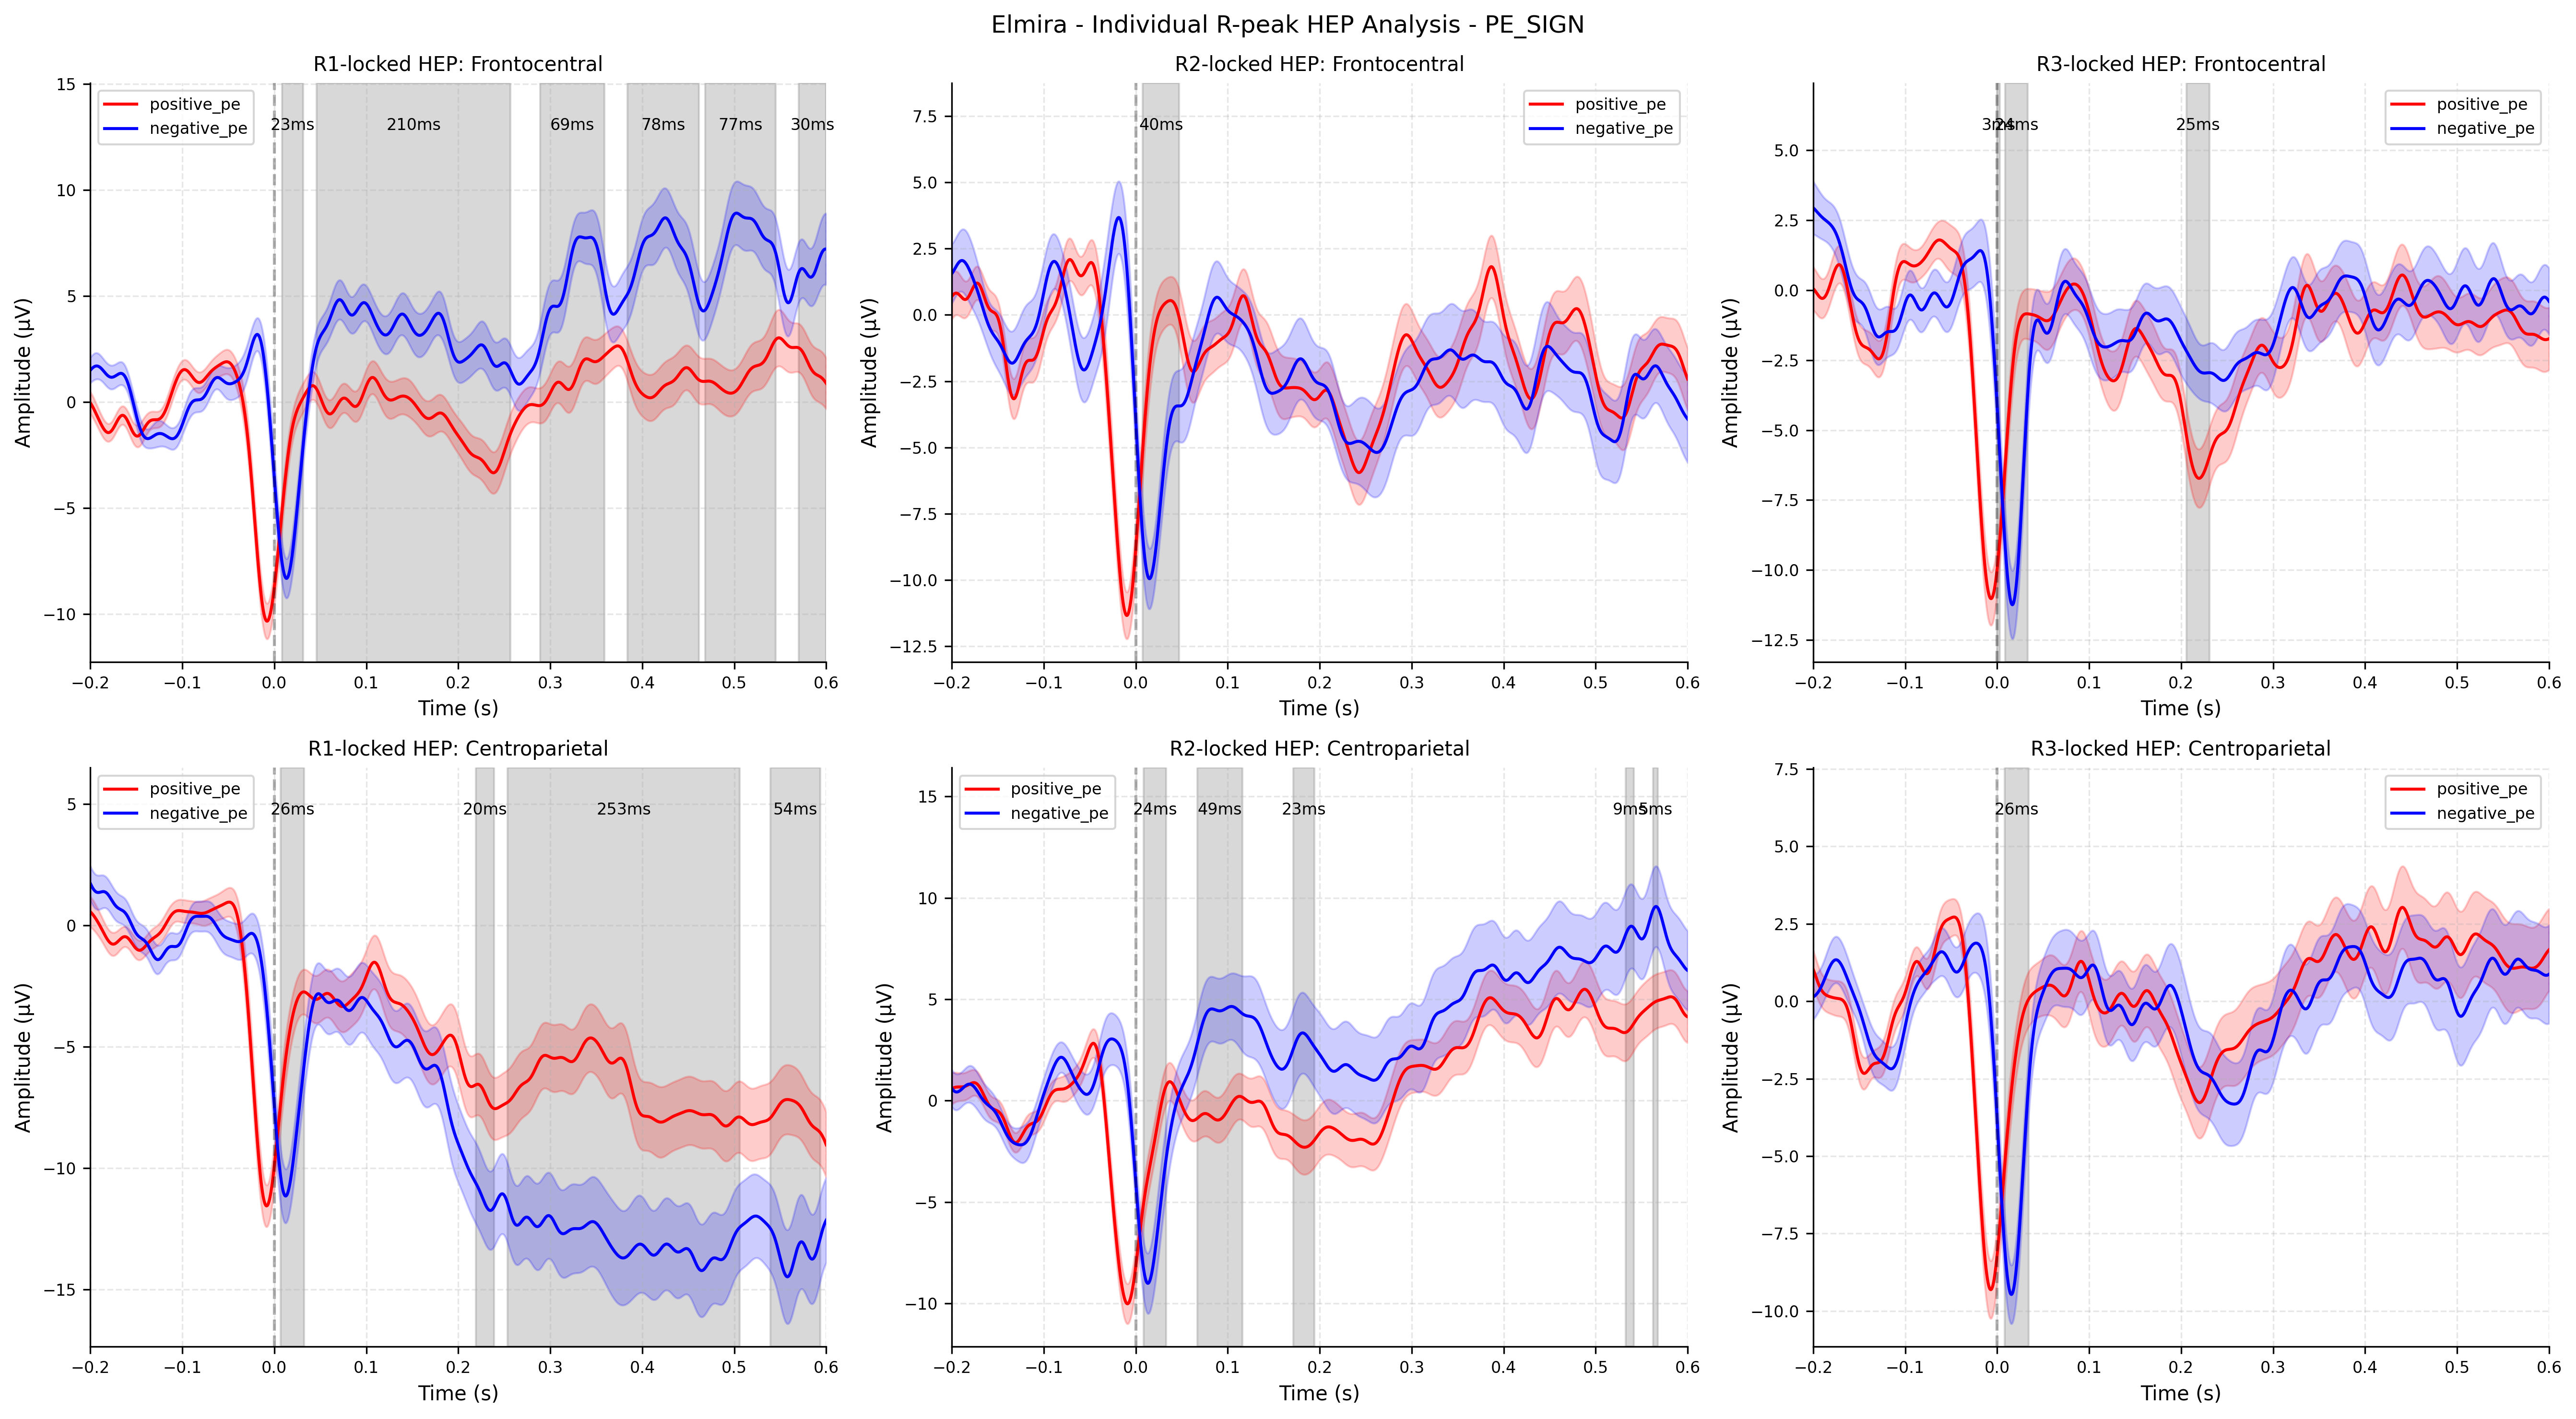 Elmira - Individual R-peak HEP Analysis - PE_SIGN
R1-locked HEP: Frontocentral
positive_pe
negative_pe
23ms
210ms
69ms
78ms
77ms
30ms
15
10
5
0
−5
−10
Amplitude (µV)
−0.2
−0.1
0.0
0.1
0.2
0.3
0.4
0.5
0.6
Time (s)
R2-locked HEP: Frontocentral
positive_pe
negative_pe
40ms
7.5
5.0
2.5
0.0
−2.5
−5.0
−7.5
−10.0
−12.5
Amplitude (µV)
−0.2
−0.1
0.0
0.1
0.2
0.3
0.4
0.5
0.6
Time (s)
R3-locked HEP: Frontocentral
positive_pe
negative_pe
3ms
24ms
25ms
5.0
2.5
0.0
−2.5
−5.0
−7.5
−10.0
−12.5
Amplitude (µV)
−0.2
−0.1
0.0
0.1
0.2
0.3
0.4
0.5
0.6
Time (s)
R1-locked HEP: Centroparietal
positive_pe
negative_pe
26ms
20ms
253ms
54ms
5
0
−5
−10
−15
Amplitude (µV)
−0.2
−0.1
0.0
0.1
0.2
0.3
0.4
0.5
0.6
Time (s)
R2-locked HEP: Centroparietal
positive_pe
negative_pe
24ms
49ms
23ms
9ms
5ms
15
10
5
0
−5
−10
Amplitude (µV)
−0.2
−0.1
0.0
0.1
0.2
0.3
0.4
0.5
0.6
Time (s)
R3-locked HEP: Centroparietal
positive_pe
negative_pe
26ms
7.5
5.0
2.5
0.0
−2.5
−5.0
−7.5
−10.0
Amplitude (µV)
−0.2
−0.1
0.0
0.1
0.2
0.3
0.4
0.5
0.6
Time (s)